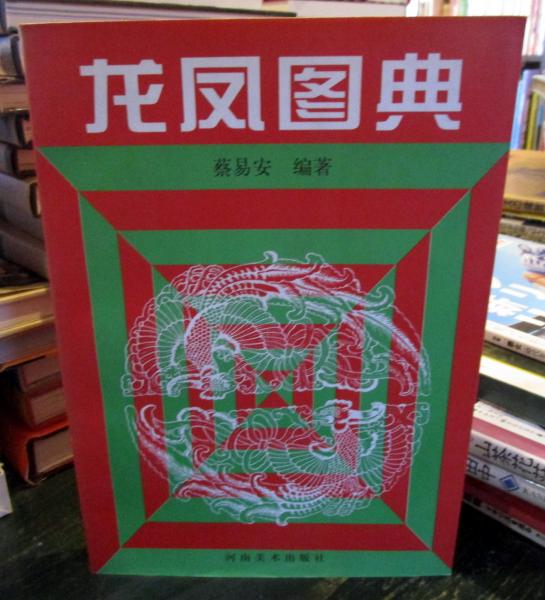 龙凤图典
蔡易安 编著
河南美术出版社